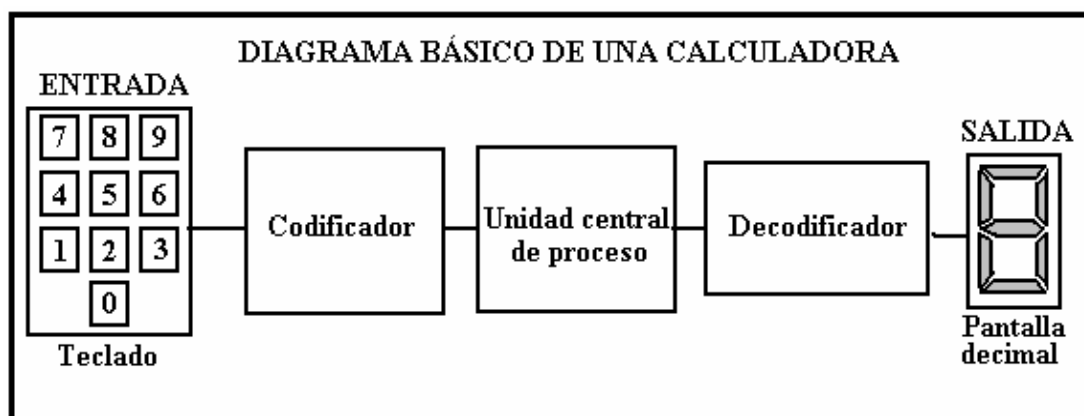 DIAGRAMA BÁSICO DE UNA CALCULADORA
ENTRADA
7 8 9
4 5 6
1 2 3
0
Teclado
Codificador
Unidad central
de proceso
Decodificador
SALIDA
Pantalla
decimal